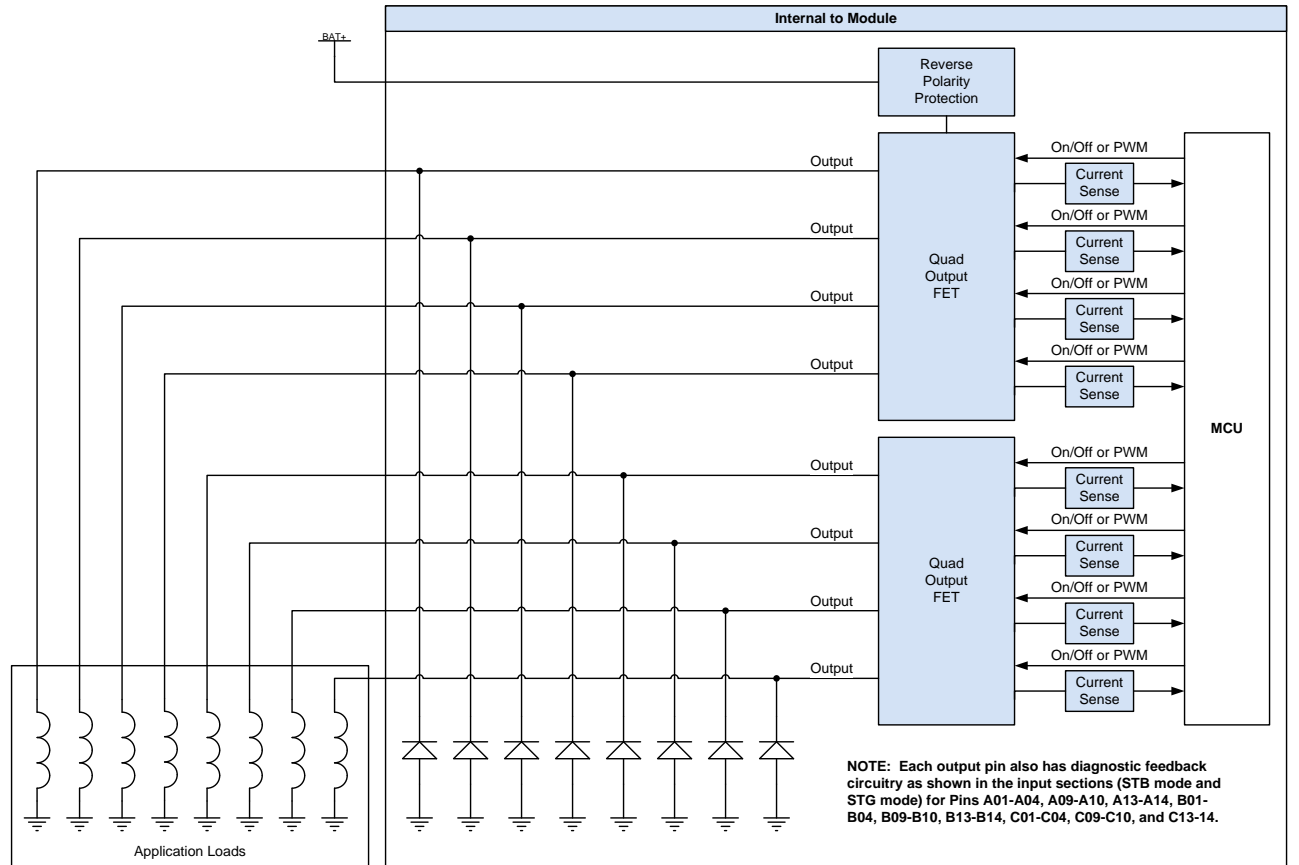 Internal to Module
BAT+
Reverse
Polarity
Protection
Output
On/Off or PWM
Current
Sense
Output
On/Off or PWM
Current
Sense
Quad
Output
FET
Output
On/Off or PWM
Current
Sense
Output
On/Off or PWM
Current
Sense
MCU
Output
On/Off or PWM
Current
Sense
Output
On/Off or PWM
Current
Sense
Quad
Output
FET
Output
On/Off or PWM
Current
Sense
Output
On/Off or PWM
Current
Sense
NOTE: Each output pin also has diagnostic feedback
circuitry as shown in the input sections (STB mode and
STG mode) for Pins A01-A04, A09-A10, A13-A14, B01-
B04, B09-B10, B13-B14, C01-C04, C09-C10, and C13-14.
Application Loads